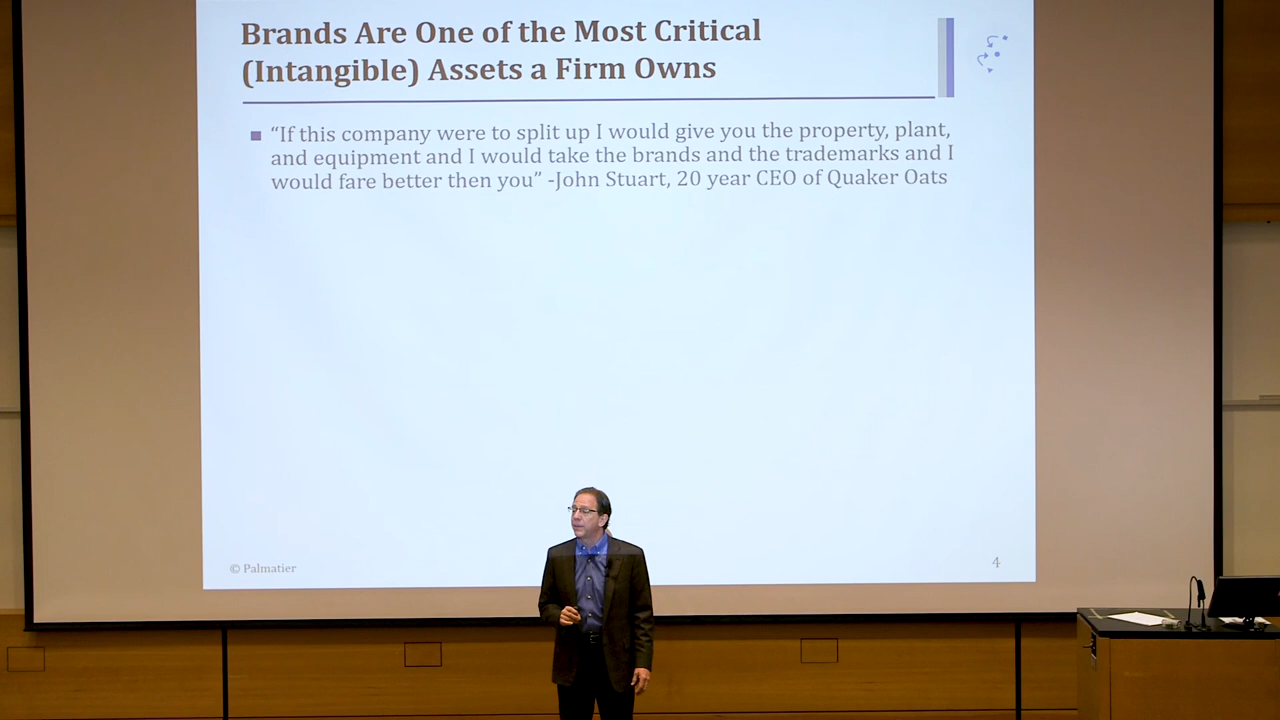 Brands Are One of the Most Critical
(Intangible) Assets a Firm Owns
“If this company were to split up I would give you the property, plant,
and equipment and I would take the brands and the trademarks and I
would fare better then you” -John Stuart, 20 year CEO of Quaker Oats
© Palmatier
4